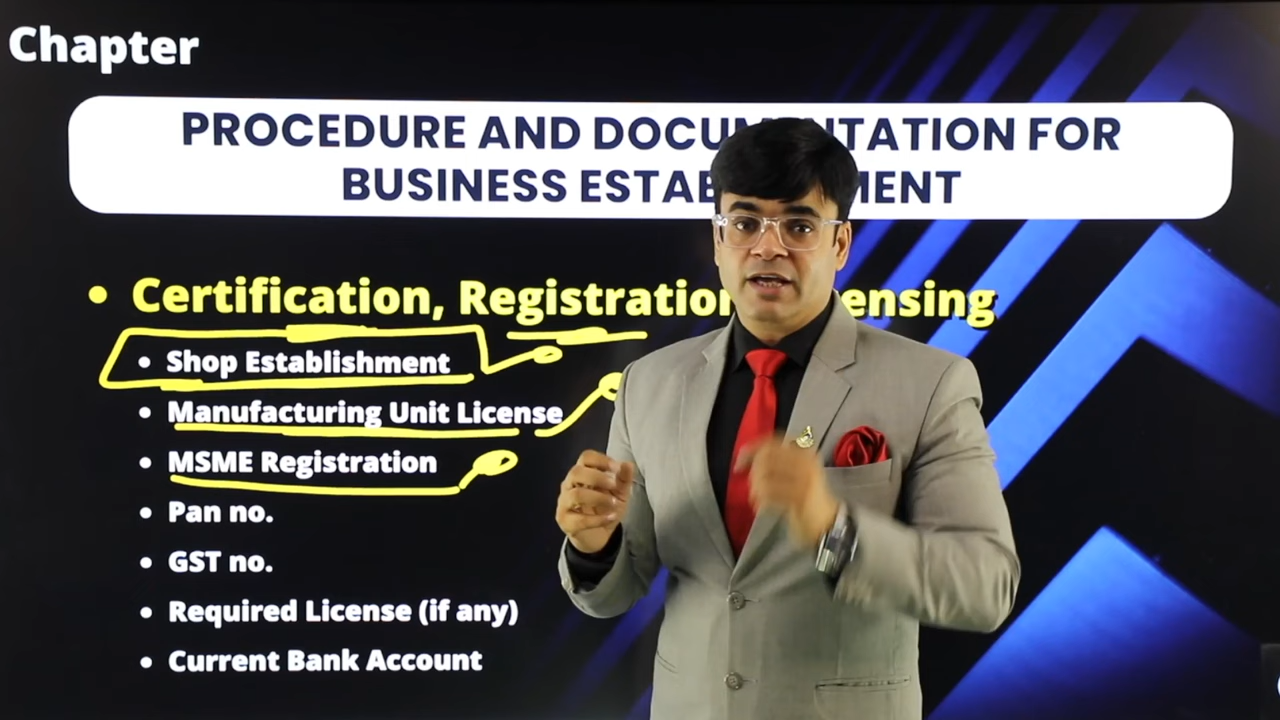 Chapter
PROCEDURE AND DOCU TATION FOR
BUSINESS ESTAB MENT
• Certification, Registration ensing
• Shop Establishment
• Manufacturing Unit License
• MSME Registration
• Pan no.
• GST no.
• Required License (if any)
• Current Bank Account